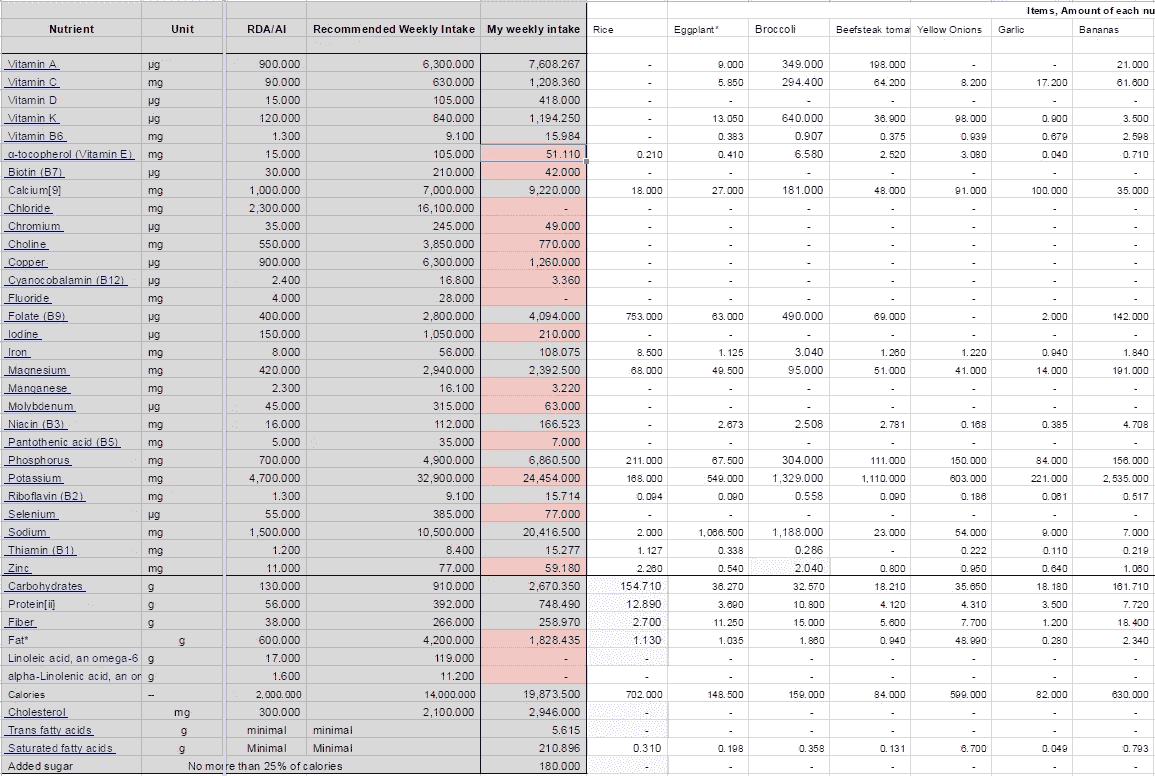 Items, Amount of each nu
Nutrient Unit RDA/AI Recommended Weekly Intake My weekly intake Rice Eggplant* Broccoli Beefsteak toma Yellow Onions Garlic Bananas
Vitamin A µg 900.000 6,300.000 7,608.267 - 9.000 349.000 198.000 - - 21.000
Vitamin C mg 90.000 630.000 1,208.360 - 5.850 294.400 64.200 8.200 17.200 61.600
Vitamin D µg 15.000 105.000 418.000 - - - - - - -
Vitamin K µg 120.000 840.000 1,194.250 - 13.050 640.000 36.900 98.000 0.900 3.500
Vitamin B6 mg 1.300 9.100 15.984 - 0.383 0.907 0.375 0.939 0.679 2.598
α-tocopherol (Vitamin E) mg 15.000 105.000 51.110 0.210 0.410 6.580 2.520 3.080 0.040 0.710
Biotin (B7) µg 30.000 210.000 42.000 - - - - - - -
Calcium[9] mg 1,000.000 7,000.000 9,220.000 18.000 27.000 181.000 48.000 91.000 100.000 35.000
Chloride mg 2,300.000 16,100.000 - - - - - - - -
Chromium µg 35.000 245.000 49.000 - - - - - - -
Choline mg 550.000 3,850.000 770.000 - - - - - - -
Copper µg 900.000 6,300.000 1,260.000 - - - - - - -
Cyanocobalamin (B12) µg 2.400 16.800 3.360 - - - - - - -
Fluoride mg 4.000 28.000 - - - - - - - -
Folate (B9) µg 400.000 2,800.000 4,094.000 753.000 63.000 490.000 69.000 - 2.000 142.000
Iodine µg 150.000 1,050.000 210.000 - - - - - - -
Iron mg 8.000 56.000 108.075 8.500 1.125 3.040 1.260 1.220 0.940 1.840
Magnesium mg 420.000 2,940.000 2,392.500 68.000 49.500 95.000 51.000 41.000 14.000 191.000
Manganese mg 2.300 16.100 3.220 - - - - - - -
Molybdenum µg 45.000 315.000 63.000 - - - - - - -
Niacin (B3) mg 16.000 112.000 166.523 - 2.673 2.508 2.781 0.168 0.385 4.708
Pantothenic acid (B5) mg 5.000 35.000 7.000 - - - - - - -
Phosphorus mg 700.000 4,900.000 6,860.500 211.000 67.500 304.000 111.000 150.000 84.000 156.000
Potassium mg 4,700.000 32,900.000 24,454.000 168.000 549.000 1,329.000 1,110.000 603.000 221.000 2,535.000
Riboflavin (B2) mg 1.300 9.100 15.714 0.094 0.090 0.558 0.090 0.186 0.061 0.517
Selenium µg 55.000 385.000 77.000 - - - - - - -
Sodium mg 1,500.000 10,500.000 20,416.500 2.000 1,066.500 1,188.000 23.000 54.000 9.000 7.000
Thiamin (B1) mg 1.200 8.400 15.277 1.127 0.338 0.286 - 0.222 0.110 0.219
Zinc mg 11.000 77.000 59.180 2.260 0.540 2.040 0.800 0.950 0.640 1.060
Carbohydrates g 130.000 910.000 2,670.350 154.710 36.270 32.570 18.210 35.650 18.180 161.710
Protein[ii] g 56.000 392.000 748.490 12.890 3.690 10.800 4.120 4.310 3.500 7.720
Fiber g 38.000 266.000 258.970 2.700 11.250 15.000 5.600 7.700 1.200 18.400
Fat* g 600.000 4,200.000 1,828.435 1.130 1.035 1.860 0.940 48.990 0.280 2.340
Linoleic acid, an omega-6 g 17.000 119.000 - - - - - - - -
alpha-Linolenic acid, an or g 1.600 11.200 - - - - - - - -
Calories -- 2,000.000 14,000.000 19,873.500 702.000 148.500 159.000 84.000 599.000 82.000 630.000
Cholesterol mg 300.000 2,100.000 2,946.000 - - - - - - -
Trans fatty acids g minimal minimal 5.615 - - - - - - -
Saturated fatty acids g Minimal Minimal 210.896 0.310 0.198 0.358 0.131 6.700 0.049 0.793
Added sugar No more than 25% of calories 180.000 - - - - - - -